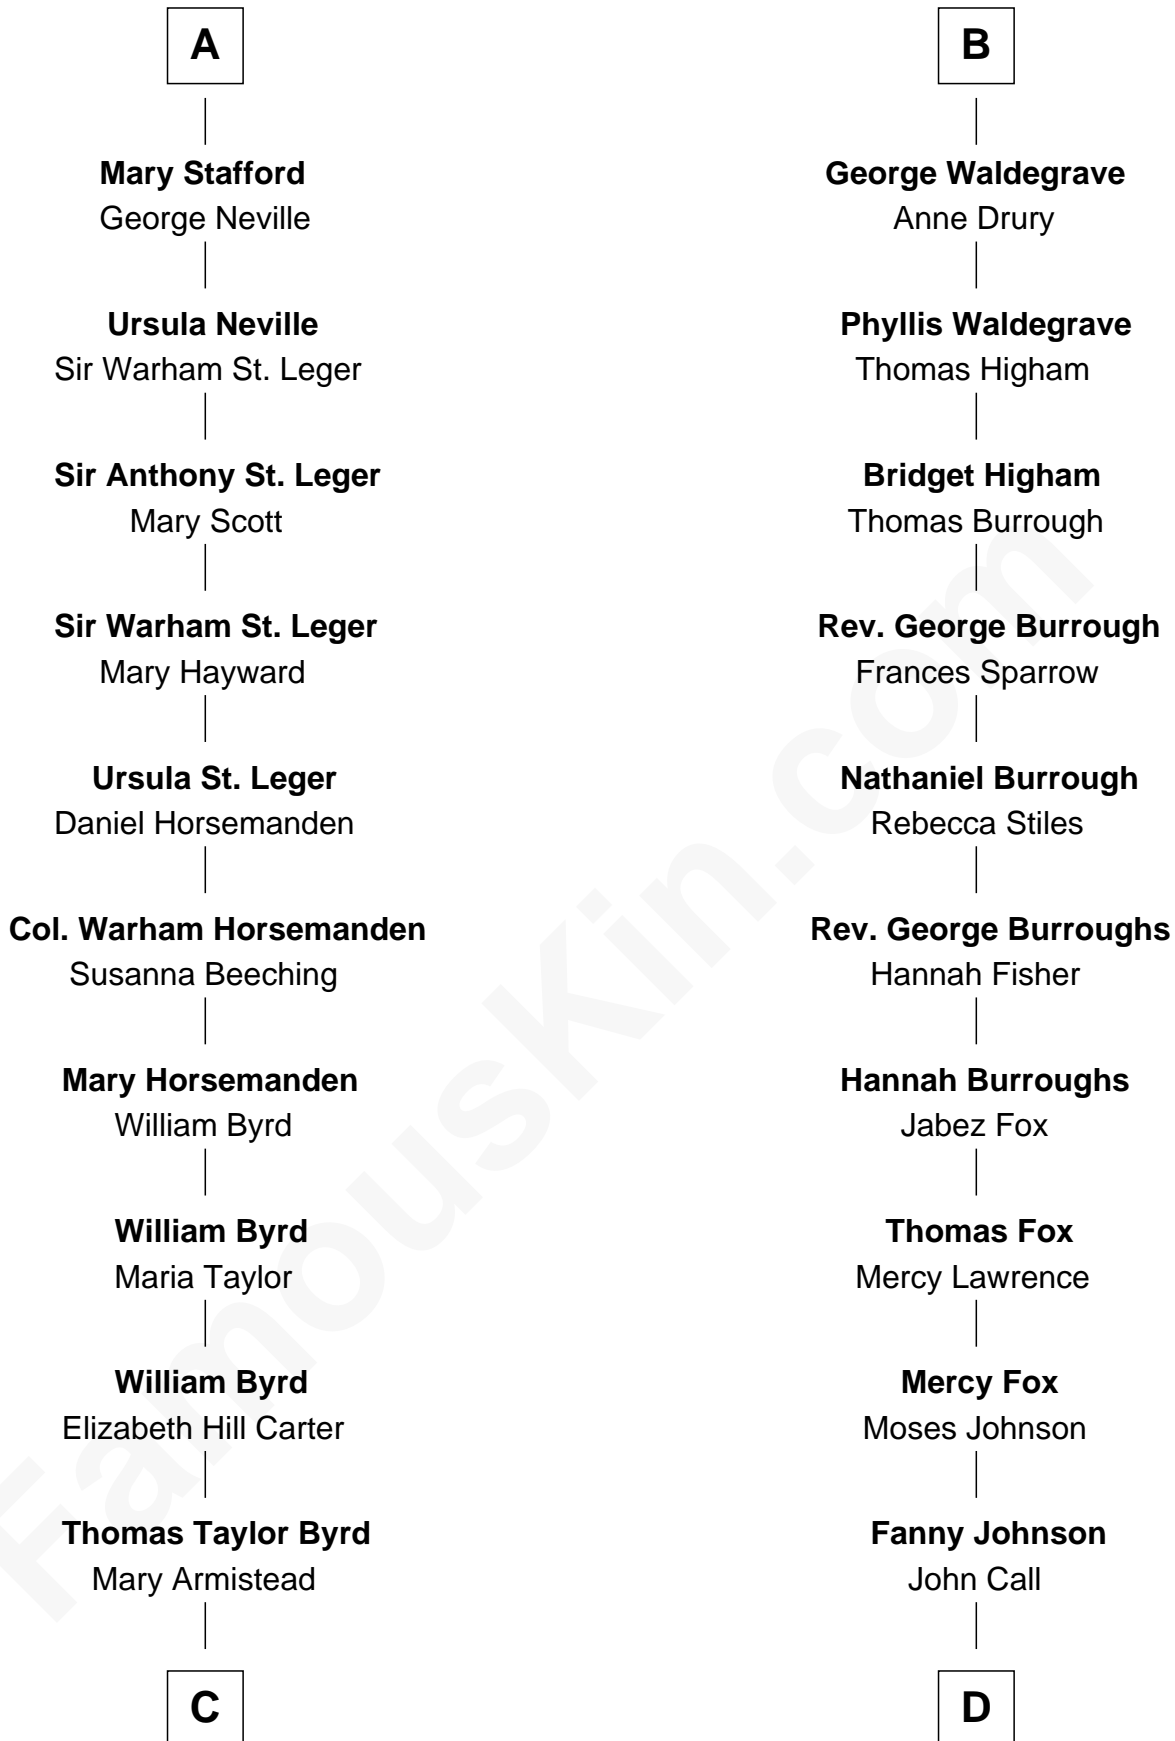 A
Mary Stafford
George Neville
Ursula Neville
Sir Warham St. Leger
Sir Anthony St. Leger
Mary Scott
Sir Warham St. Leger
Mary Hayward
Ursula St. Leger
Daniel Horsemanden
Col. Warham Horsemanden
Susanna Beeching
Mary Horsemanden
William Byrd
William Byrd
Maria Taylor
William Byrd
Elizabeth Hill Carter
Thomas Taylor Byrd
Mary Armistead
C
B
George Waldegrave
Anne Drury
Phyllis Waldegrave
Thomas Higham
Bridget Higham
Thomas Burrough
Rev. George Burrough
Frances Sparrow
Nathaniel Burrough
Rebecca Stiles
Rev. George Burroughs
Hannah Fisher
Hannah Burroughs
Jabez Fox
Thomas Fox
Mercy Lawrence
Mercy Fox
Moses Johnson
Fanny Johnson
John Call
D
FamousKin.com